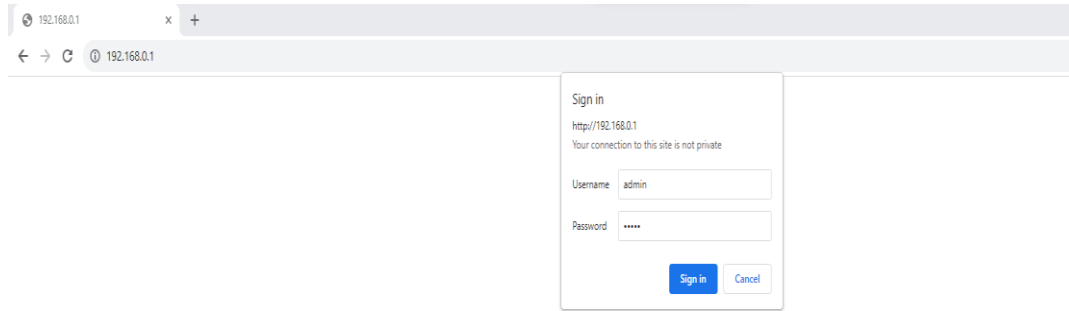 192.168.0.1 x +
192.168.0.1
Sign in
http://192.168.0.1
Your connection to this site is not private
Username admin
Password •••••
Sign in Cancel